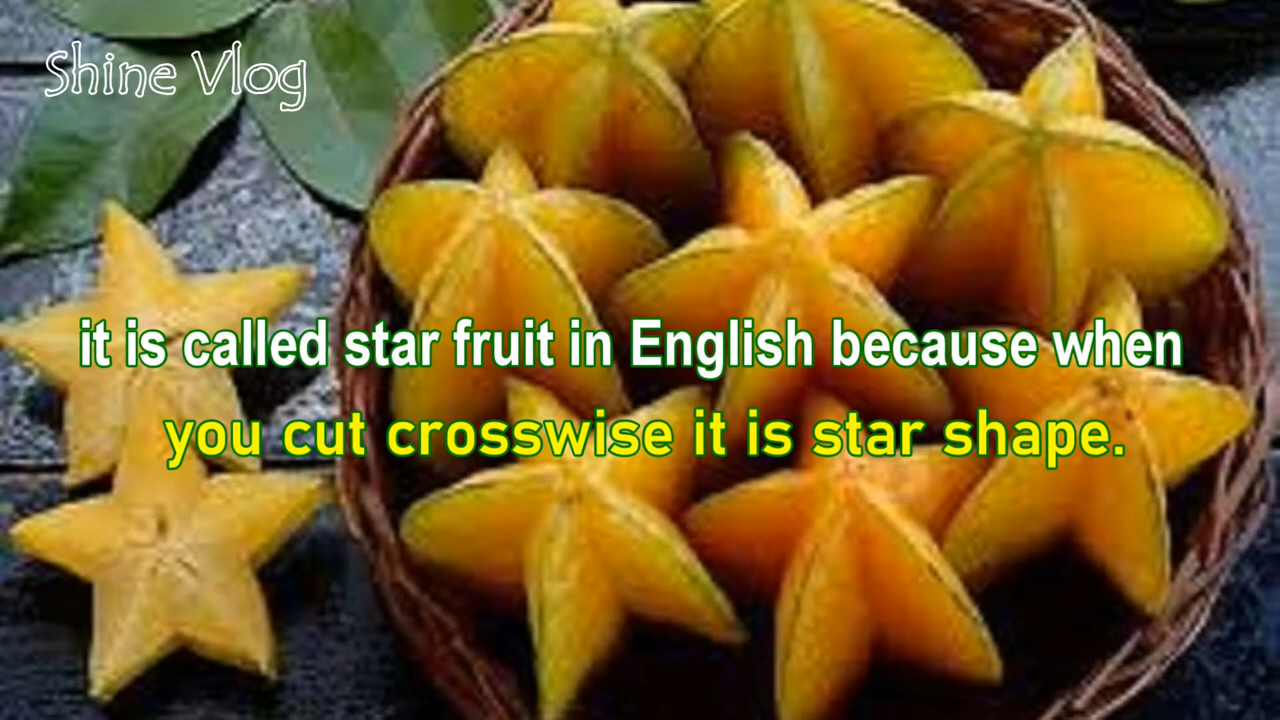 Shine Vlog
it is called star fruit in English because when
you cut crosswise it is star shape.